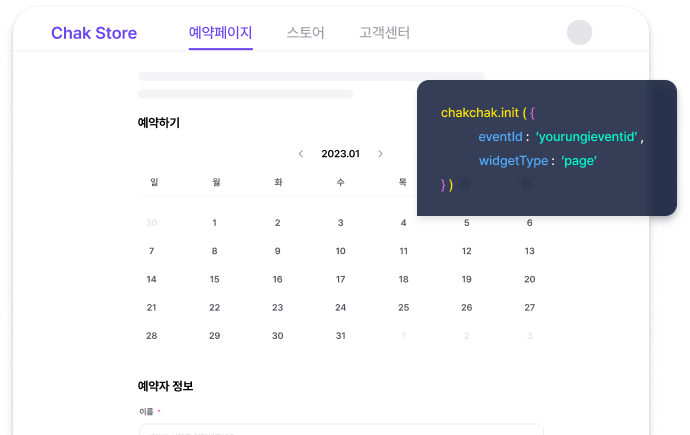 Chak Store 예약페이지 스토어 고객센터
예약하기
2023.01
일 월 화 수 목
30 1 2 3 4 5 6
7 8 9 10 11 12 13
14 15 16 17 18 19 20
21 22 23 24 25 26 27
28 29 30 31 1 2 3
chakchak.init ( {
eventId : ‘yourungieventid’ ,
widgetType : ‘page’
} )
예약자 정보
이름 *